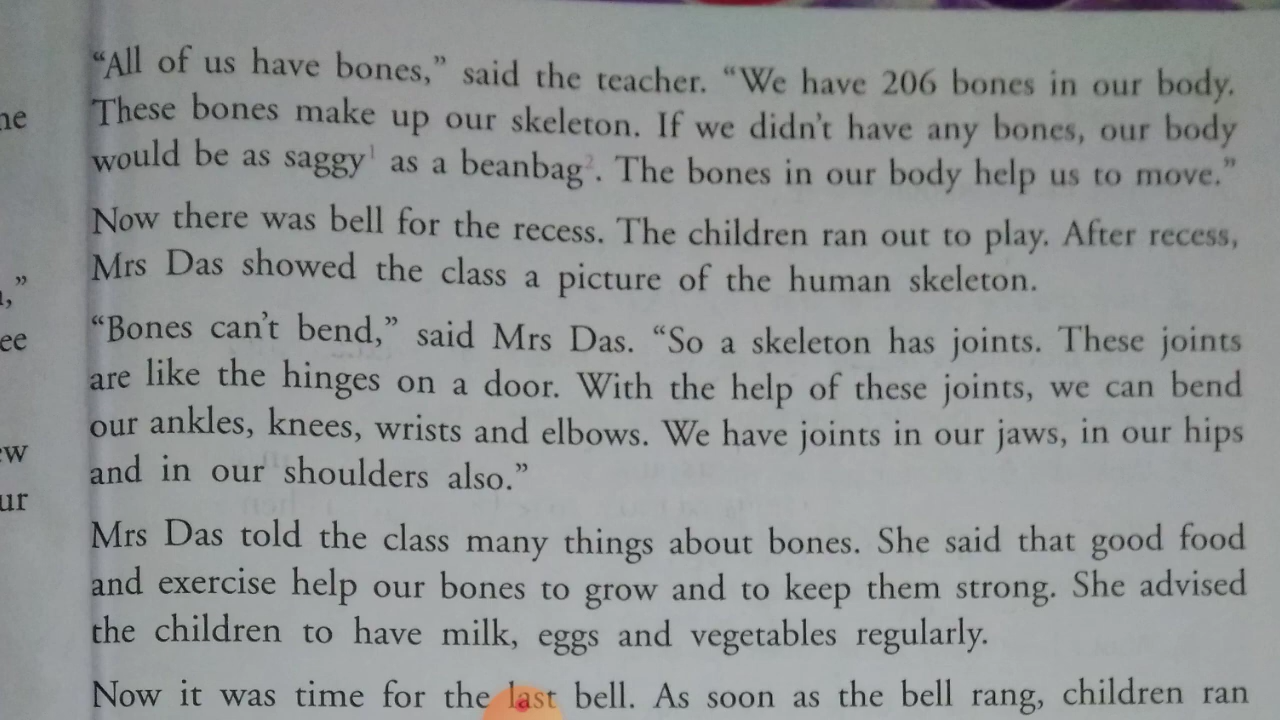 “All of us have bones,” said the teacher. “We have 206 bones in our body.
These bones make up our skeleton. If we didn’t have any bones, our body
would be as saggy¹ as a beanbag². The bones in our body help us to move.”
Now there was bell for the recess. The children ran out to play. After recess,
Mrs Das showed the class a picture of the human skeleton.
“Bones can’t bend,” said Mrs Das. “So a skeleton has joints. These joints
are like the hinges on a door. With the help of these joints, we can bend
our ankles, knees, wrists and elbows. We have joints in our jaws, in our hips
and in our shoulders also.”
Mrs Das told the class many things about bones. She said that good food
and exercise help our bones to grow and to keep them strong. She advised
the children to have milk, eggs and vegetables regularly.
Now it was time for the last bell. As soon as the bell rang, children ran